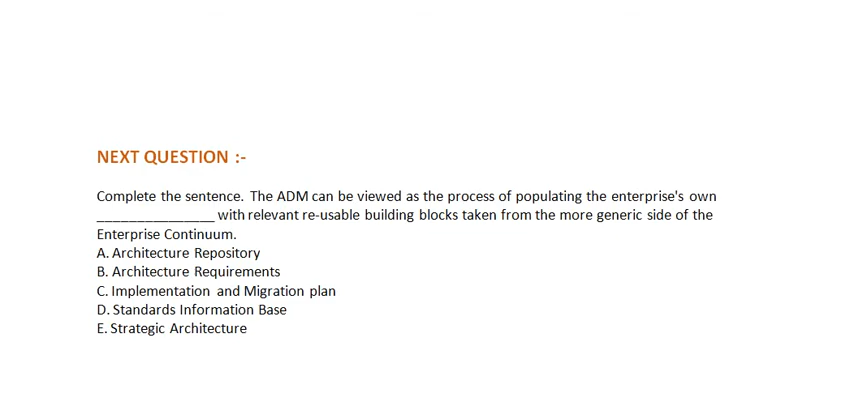 NEXT QUESTION :-
Complete the sentence. The ADM can be viewed as the process of populating the enterprise's own
_______________ with relevant re-usable building blocks taken from the more generic side of the
Enterprise Continuum.
A. Architecture Repository
B. Architecture Requirements
C. Implementation and Migration plan
D. Standards Information Base
E. Strategic Architecture